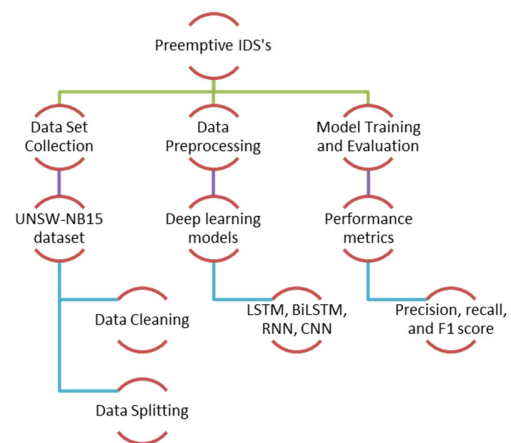 Preemptive IDS's
Data Set
Collection
Data
Preprocessing
Model Training
and Evaluation
UNSW-NB15
dataset
Deep learning
models
Performance
metrics
Data Cleaning
LSTM, BiLSTM,
RNN, CNN
Precision, recall,
and F1 score
Data Splitting